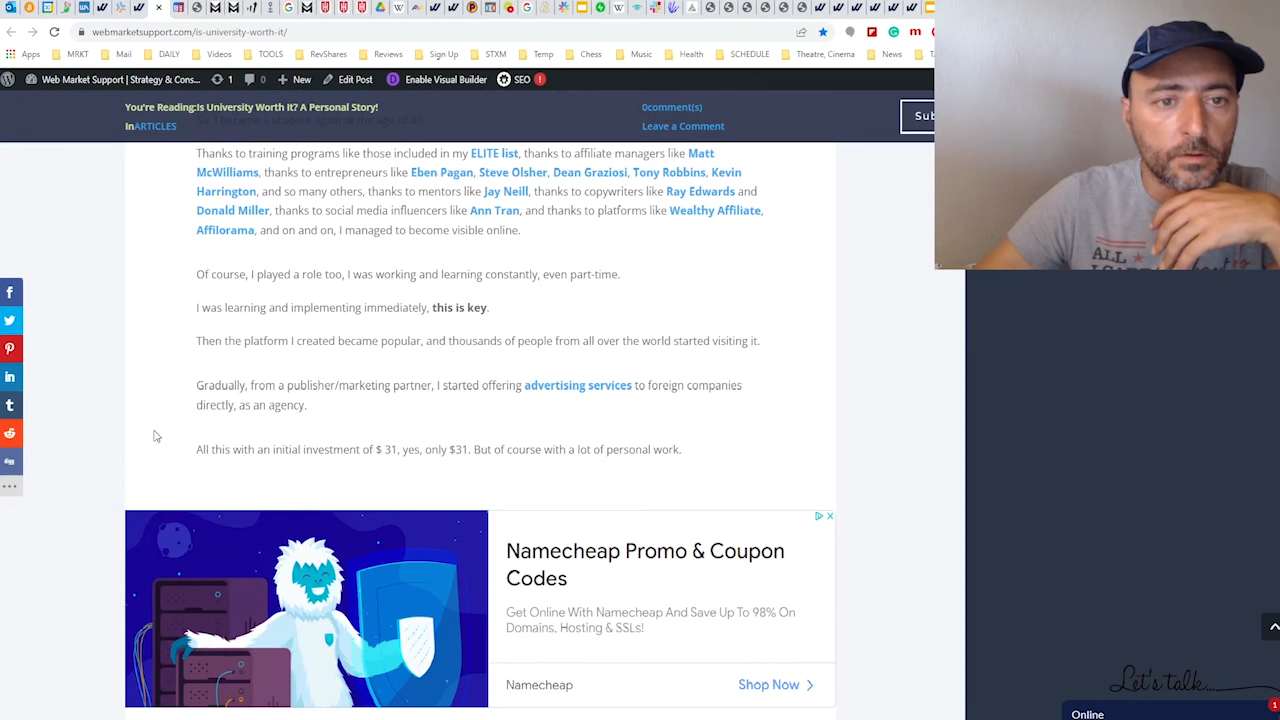 webmarketsupport.com/is-university-worth-it/
Apps MRKT Mail DAILY Videos TOOLS RevShares Reviews Sign Up STXM Temp Chess Music Health SCHEDULE Theatre, Cinema News
Web Market Support | Strategy & Cons... 1 0 New Edit Post Enable Visual Builder SEO !
You're Reading:Is University Worth It? A Personal Story!
0comment(s)
InARTICLES
Leave a Comment
So, I became a student again at the age of 40.
Thanks to training programs like those included in my ELITE list, thanks to affiliate managers like Matt
McWilliams, thanks to entrepreneurs like Eben Pagan, Steve Olsher, Dean Graziosi, Tony Robbins, Kevin
Harrington, and so many others, thanks to mentors like Jay Neill, thanks to copywriters like Ray Edwards and
Donald Miller, thanks to social media influencers like Ann Tran, and thanks to platforms like Wealthy Affiliate,
Affilorama, and on and on, I managed to become visible online.
Of course, I played a role too, I was working and learning constantly, even part-time.
I was learning and implementing immediately, this is key.
Then the platform I created became popular, and thousands of people from all over the world started visiting it.
Gradually, from a publisher/marketing partner, I started offering advertising services to foreign companies
directly, as an agency.
All this with an initial investment of $ 31, yes, only $31. But of course with a lot of personal work.
Namecheap Promo & Coupon
Codes
Get Online With Namecheap And Save Up To 98% On
Domains, Hosting & SSLs!
Namecheap
Shop Now
Let's talk....
Online
1
ALL